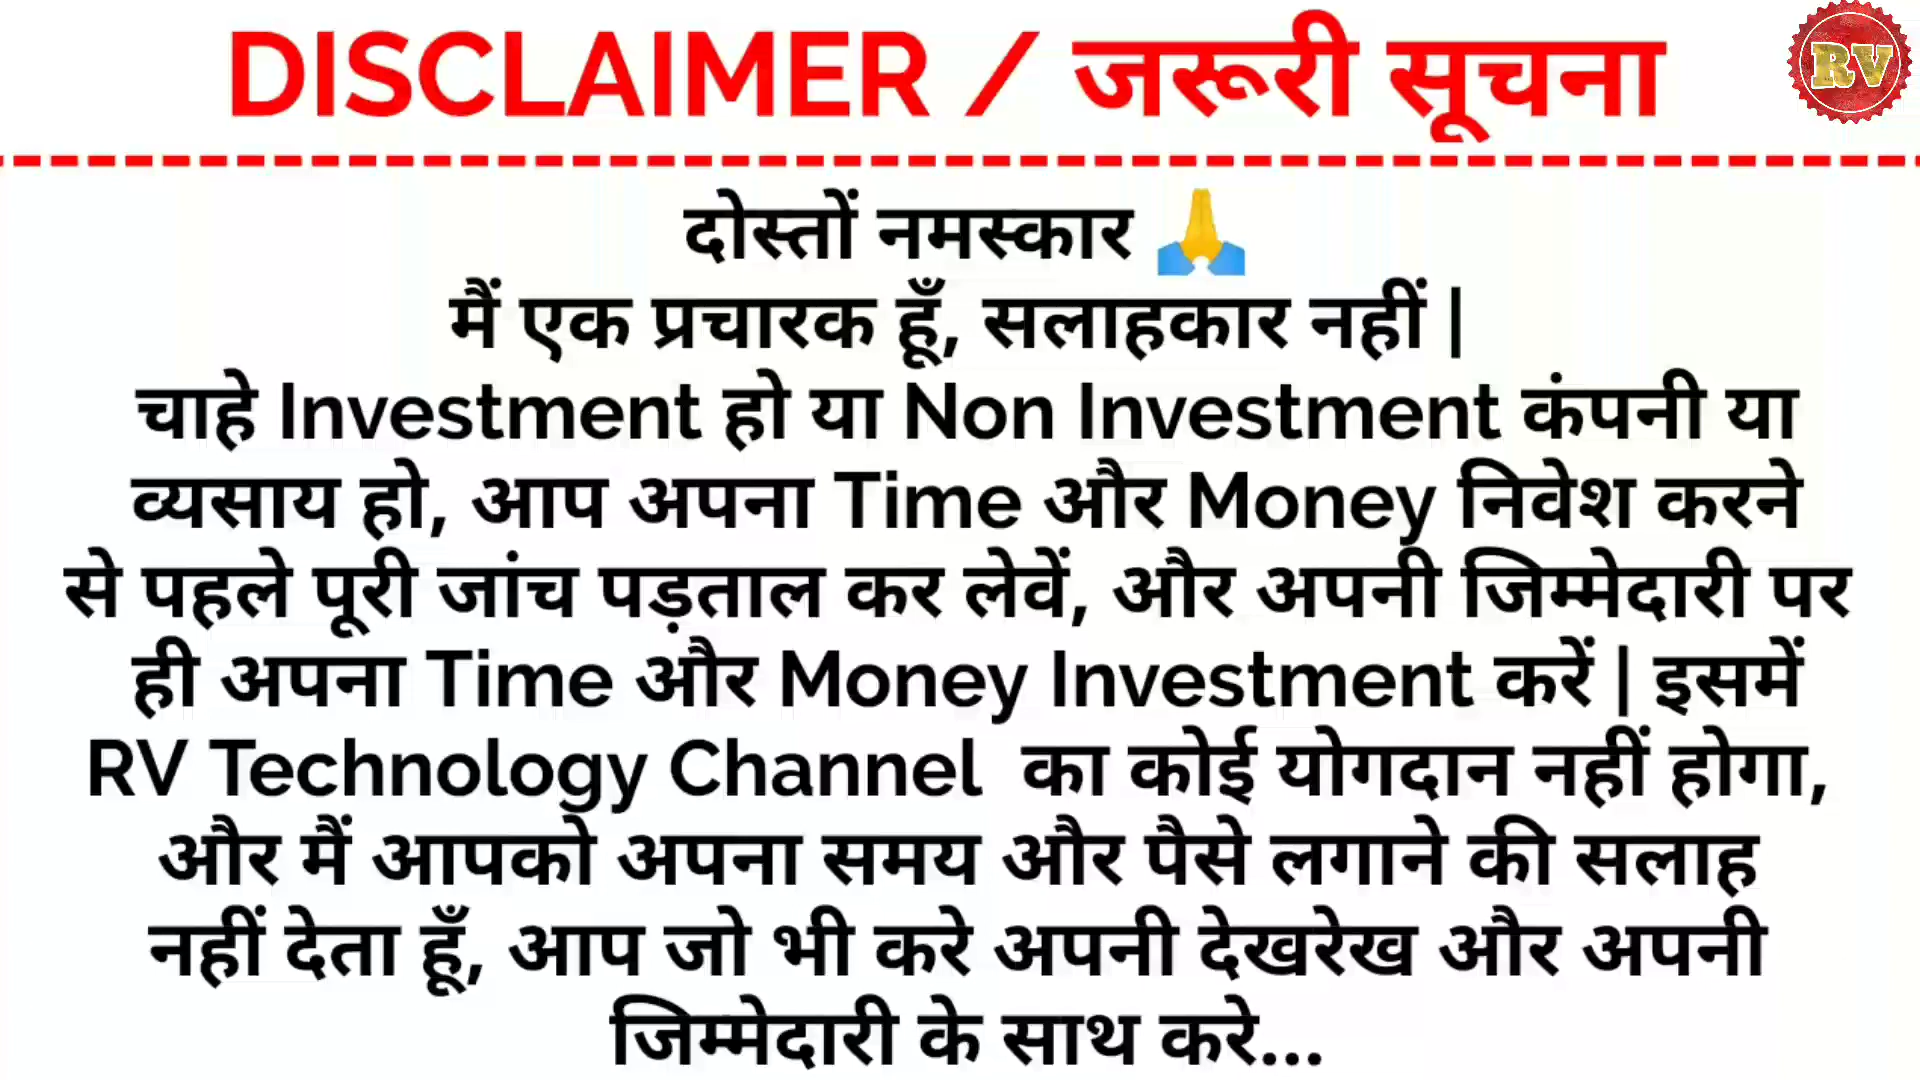 DISCLAIMER / जरूरी सूचना
RV
दोस्तों नमस्कार 🙏
मैं एक प्रचारक हूँ, सलाहकार नहीं |
चाहे Investment हो या Non Investment कंपनी या
व्यसाय हो, आप अपना Time और Money निवेश करने
से पहले पूरी जांच पड़ताल कर लेवें, और अपनी जिम्मेदारी पर
ही अपना Time और Money Investment करें | इसमें
RV Technology Channel का कोई योगदान नहीं होगा,
और मैं आपको अपना समय और पैसे लगाने की सलाह
नहीं देता हूँ, आप जो भी करे अपनी देखरेख और अपनी
जिम्मेदारी के साथ करे...